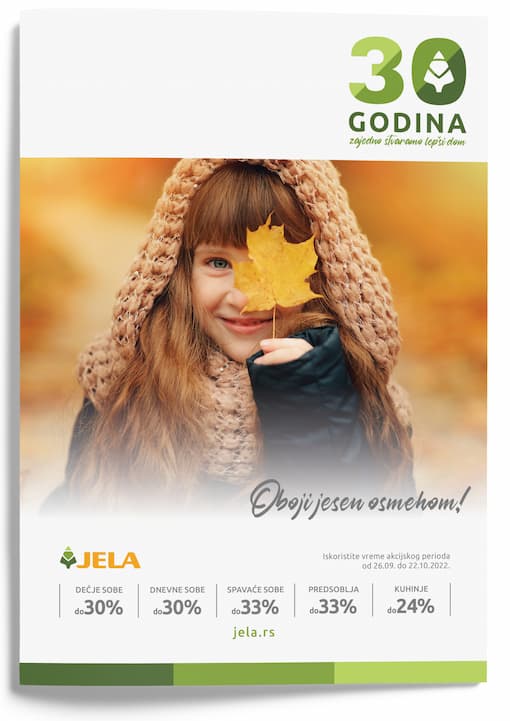 30
GODINA
zajedno stvaramo lepši dom
Oboji jesen osmehom!
JELA
Iskoristite vreme akcijskog perioda
od 26.09. do 22.10.2022.
DEČJE SOBE
do30%
DNEVNE SOBE
do30%
SPAVAĆE SOBE
do33%
PREDSOBLJA
do33%
KUHINJE
do24%
jela.rs